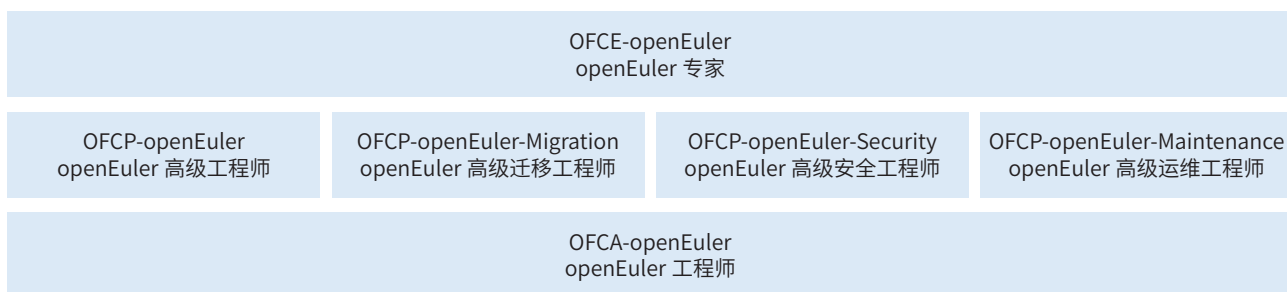 OFCE-openEuler
openEuler 专家
OFCP-openEuler
openEuler 高级工程师
OFCP-openEuler-Migration
openEuler 高级迁移工程师
OFCP-openEuler-Security
openEuler 高级安全工程师
OFCP-openEuler-Maintenance
openEuler 高级运维工程师
OFCA-openEuler
openEuler 工程师